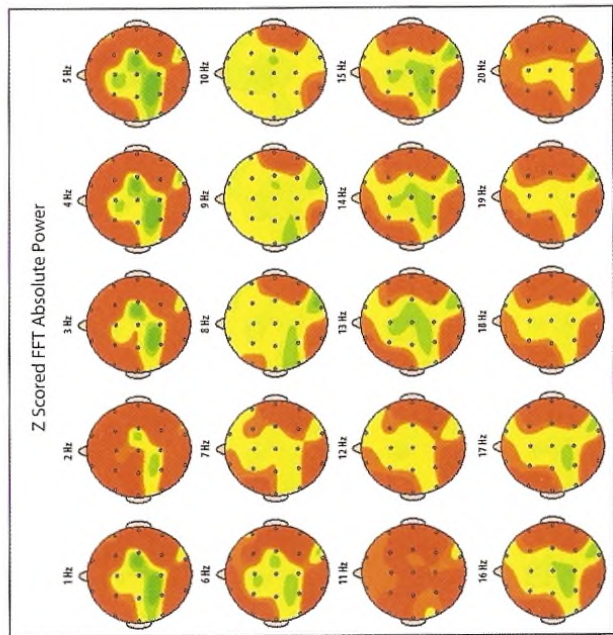 Z Scored FFT Absolute Power
1 Hz 2 Hz 3 Hz 4 Hz 5 Hz
6 Hz 7 Hz 8 Hz 9 Hz 10 Hz
11 Hz 12 Hz 13 Hz 14 Hz 15 Hz
16 Hz 17 Hz 18 Hz 19 Hz 20 Hz